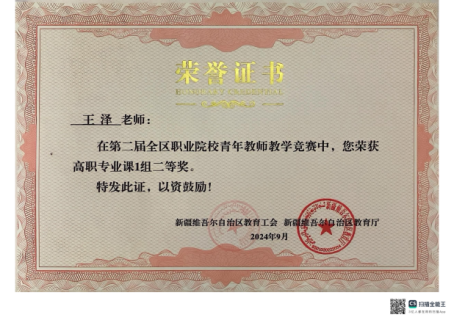 荣誉证书
HONORARY CREDENTIAL
王泽 老师：
在第二届全区职业院校青年教师教学竞赛中，您荣获
高职专业课1组二等奖。
特发此证，以资鼓励！
新疆维吾尔自治区教育工会 新疆维吾尔自治区教育厅
2024年9月
扫描全能王